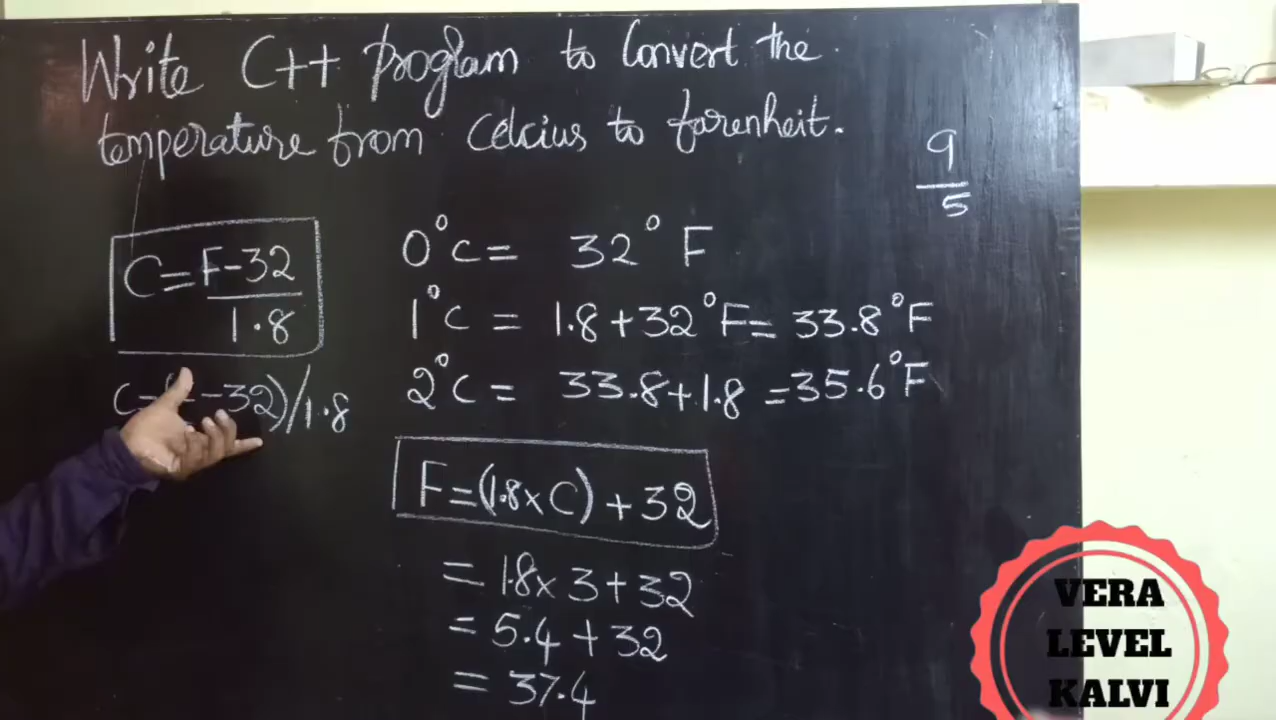 Write C++ program to Convert the
temperature from Celcius to farenheit.
9
5
C=F-32
1.8
C= -32)/1.8
0°C = 32°F
1°C = 1.8+32°F= 33.8°F
2°C = 33.8+1.8 =35.6°F
F=(1.8×C)+32
= 1.8×3+32
= 5.4+32
= 37.4
VERA
LEVEL
KALVI